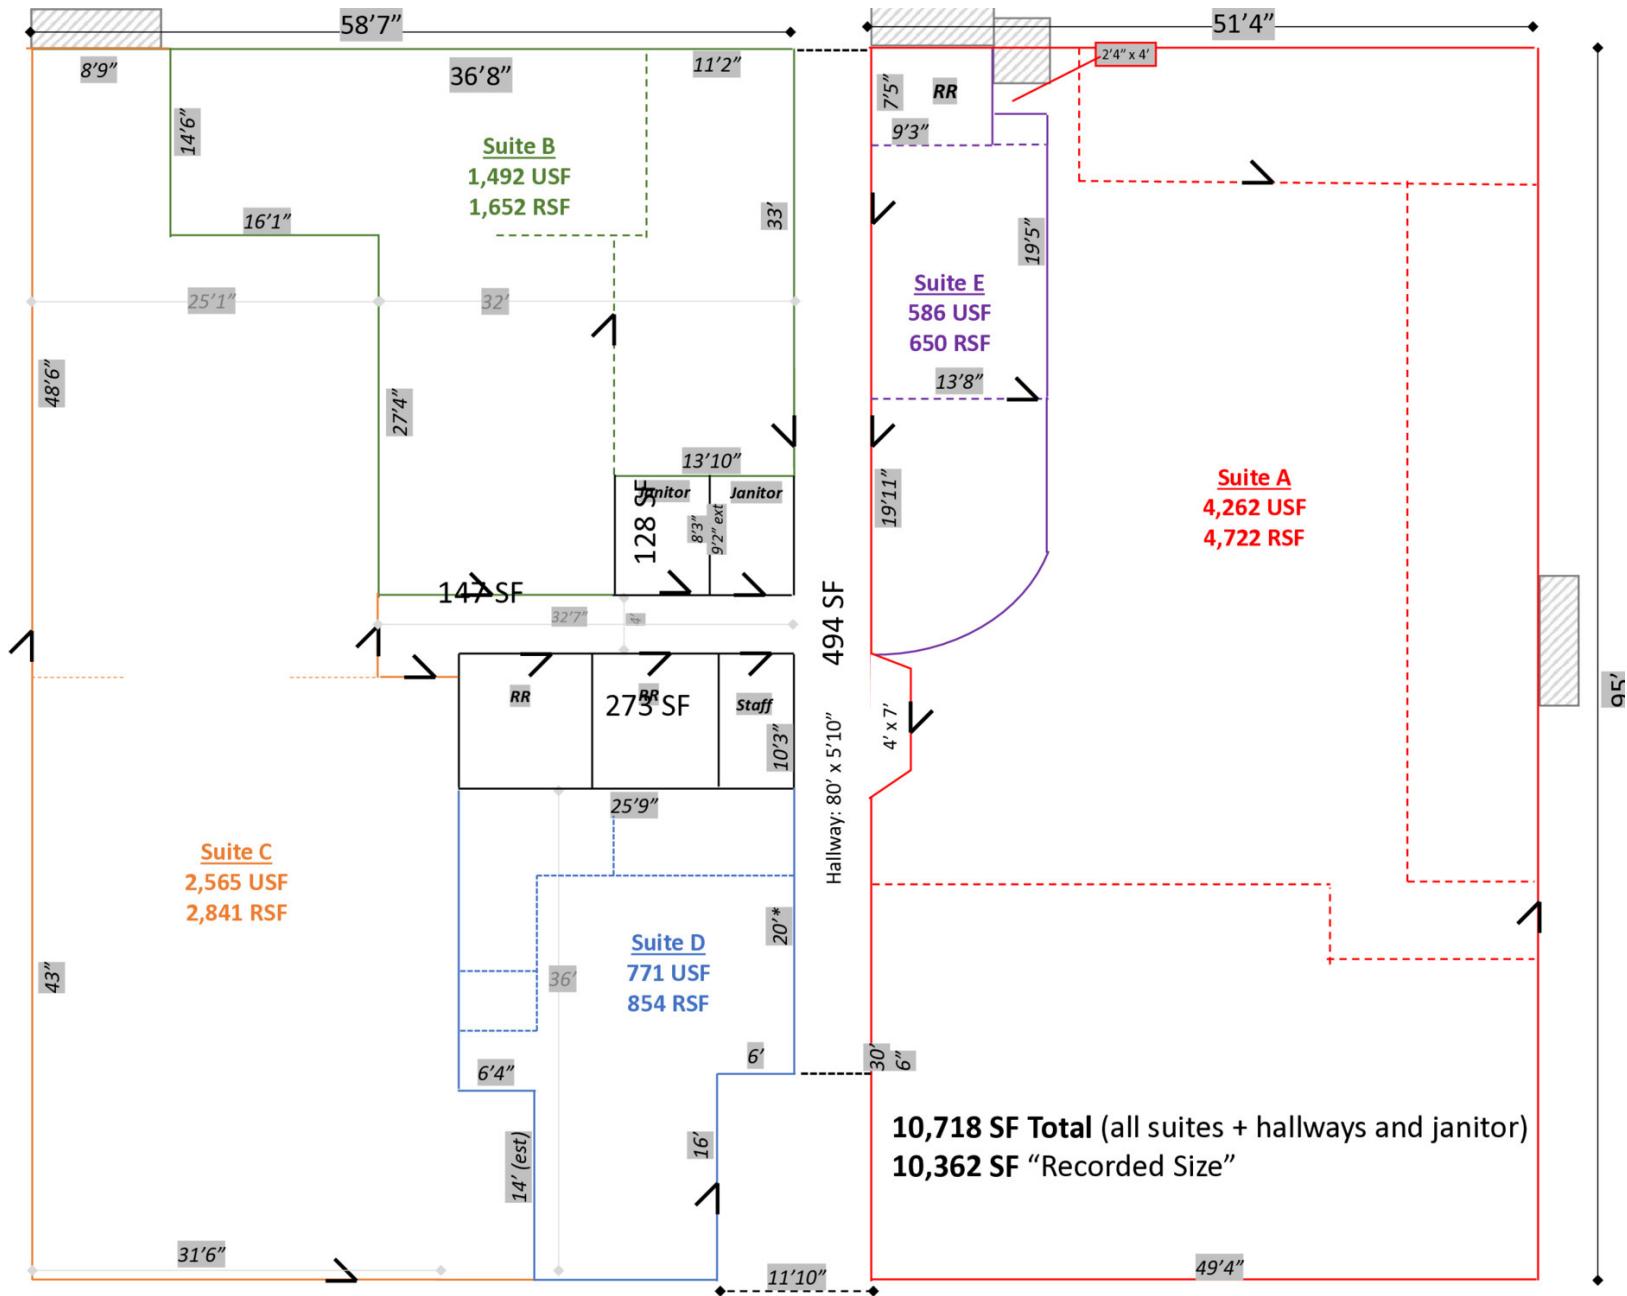 58’7”
51’4”
8’9”
36’8”
11’2”
2’4” x 4’
14’6”
7’5”
RR
9’3”
Suite B
1,492 USF
1,652 RSF
16’1”
33’
19’5”
25’1”
32’
Suite E
586 USF
650 RSF
13’8”
48’6”
27’4”
13’10”
Janitor
Janitor
128 SF
8’3”
9’2” ext
19’11”
Suite A
4,262 USF
4,722 RSF
147 SF
32’7”
4’
494 SF
RR
RR
273 SF
Staff
10’3”
4’ x 7’
Hallway: 80’ x 5’10”
95’
25’9”
Suite C
2,565 USF
2,841 RSF
20’*
Suite D
771 USF
854 RSF
43”
36’
6’4”
6’
30’
6”
14’ (est)
16’
10,718 SF Total (all suites + hallways and janitor)
10,362 SF “Recorded Size”
31’6”
11’10”
49’4”